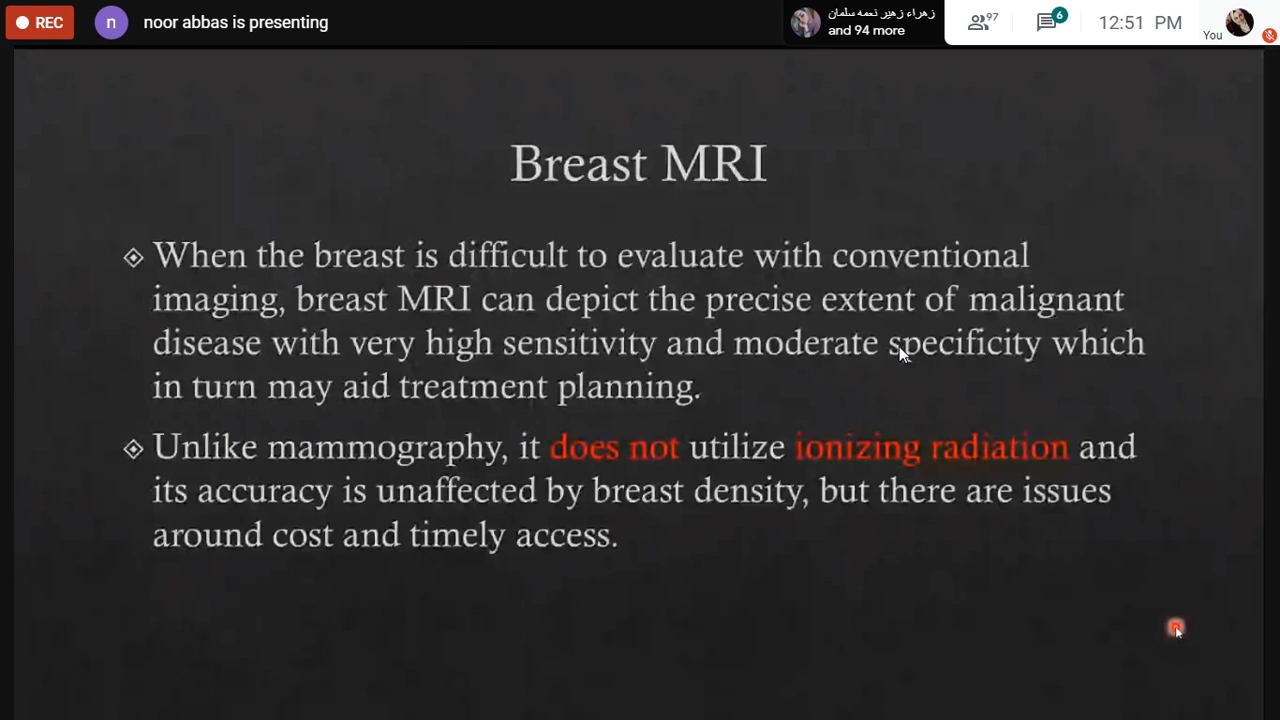 REC
n
noor abbas is presenting
زهراء زهير نعمه سلمان
and 94 more
97
6
12:51 PM
You
Breast MRI
When the breast is difficult to evaluate with conventional
imaging, breast MRI can depict the precise extent of malignant
disease with very high sensitivity and moderate specificity which
in turn may aid treatment planning.
Unlike mammography, it does not utilize ionizing radiation and
its accuracy is unaffected by breast density, but there are issues
around cost and timely access.